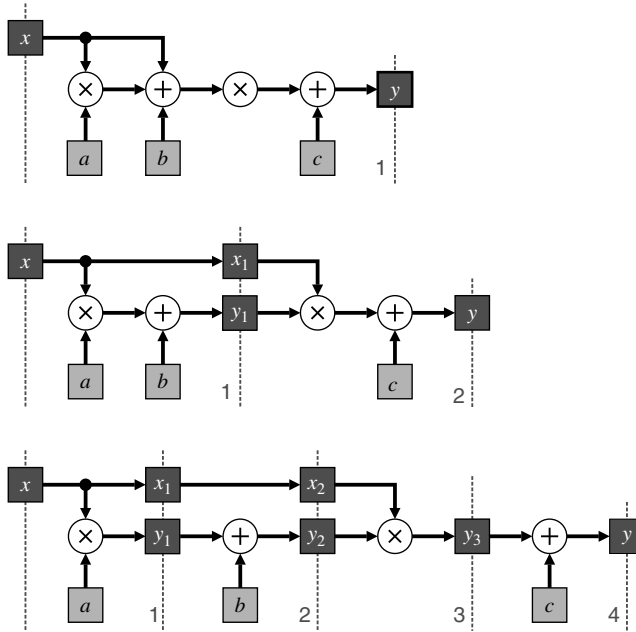 x
× + × + y
a b c 1
x x₁
× + y₁ × + y
a b 1 c 2
x x₁ x₂
× y₁ + y₂ × y₃ + y
a 1 b 2 3 c 4